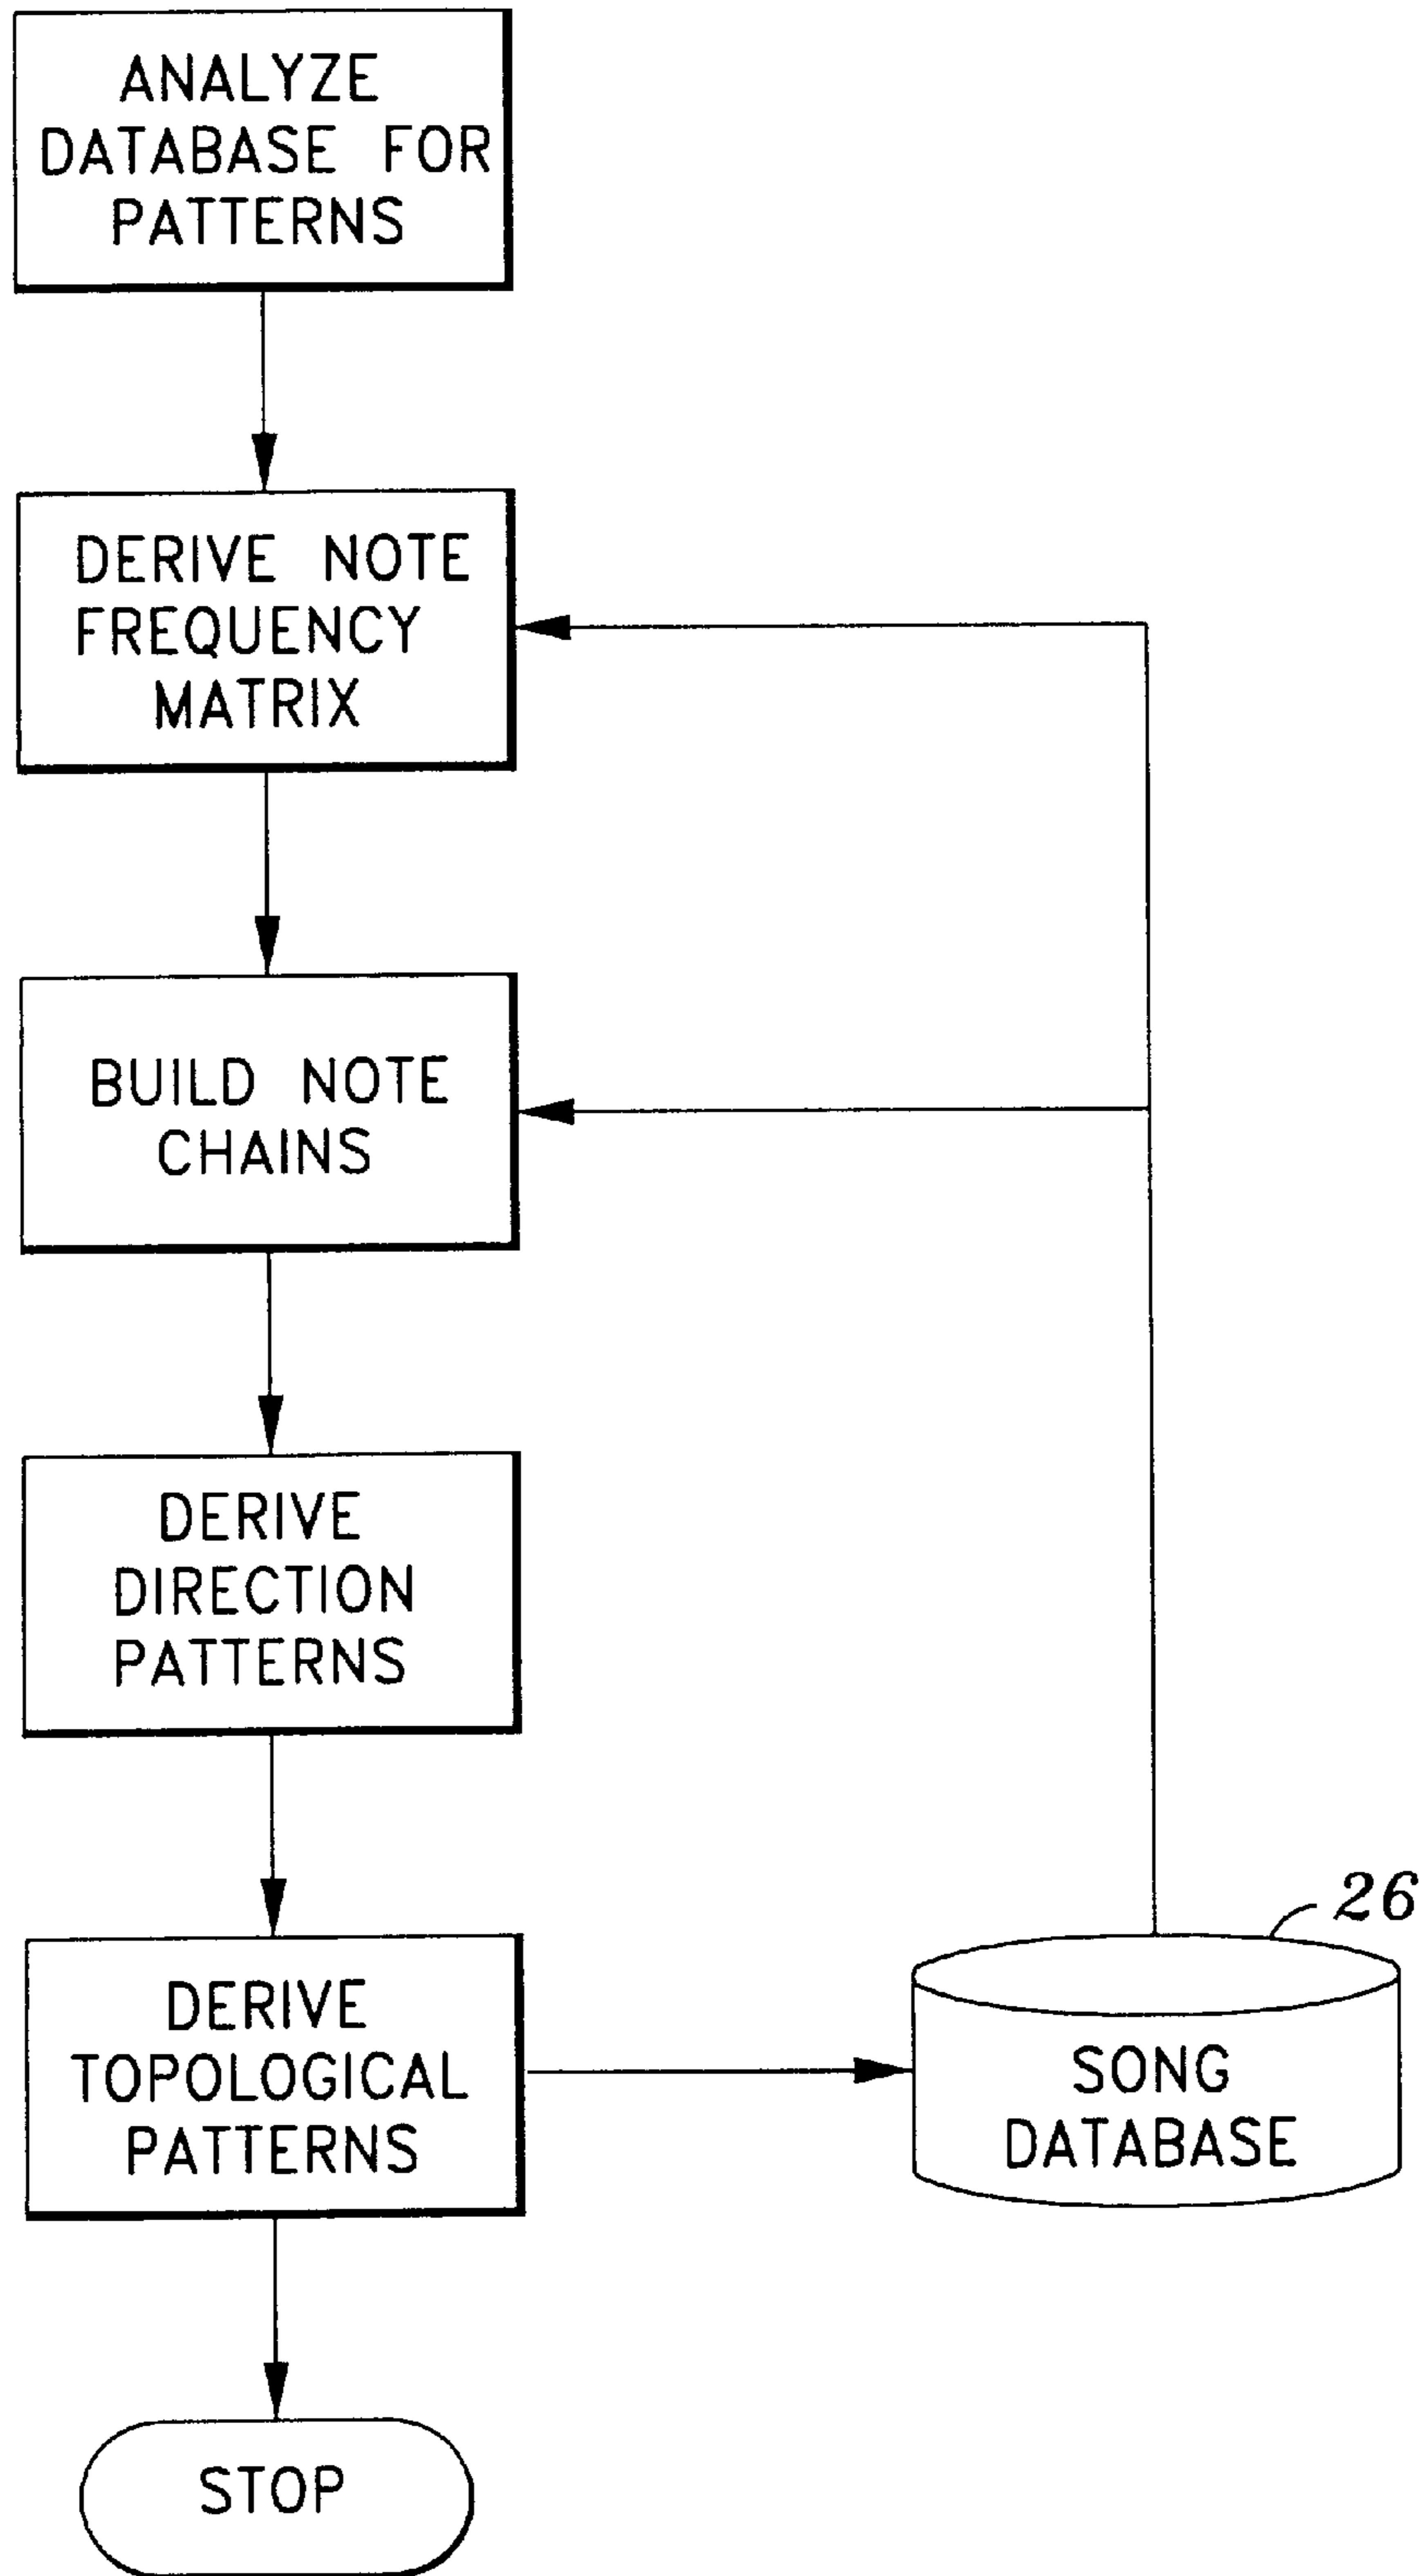 ANALYZE
DATABASE FOR
PATTERNS
DERIVE NOTE
FREQUENCY
MATRIX
BUILD NOTE
CHAINS
DERIVE
DIRECTION
PATTERNS
DERIVE
TOPOLOGICAL
PATTERNS
26
SONG
DATABASE
STOP